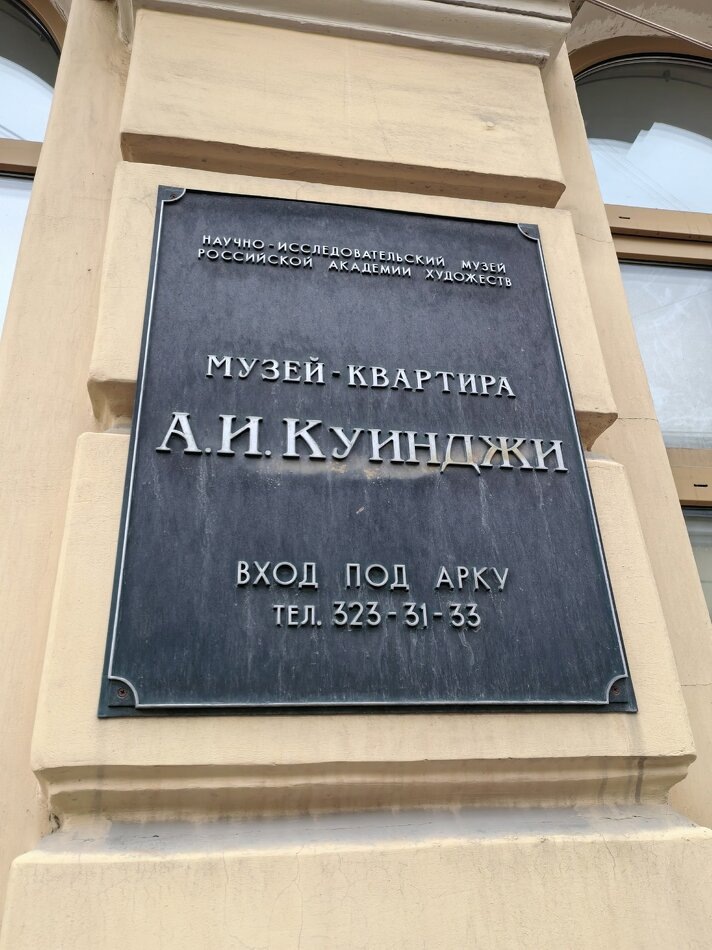 НАУЧНО-ИССЛЕДОВАТЕЛЬСКИЙ МУЗЕЙ
РОССИЙСКОЙ АКАДЕМИИ ХУДОЖЕСТВ
МУЗЕЙ-КВАРТИРА
А.И. КУИНДЖИ
ВХОД ПОД АРКУ
ТЕЛ. 323-31-33